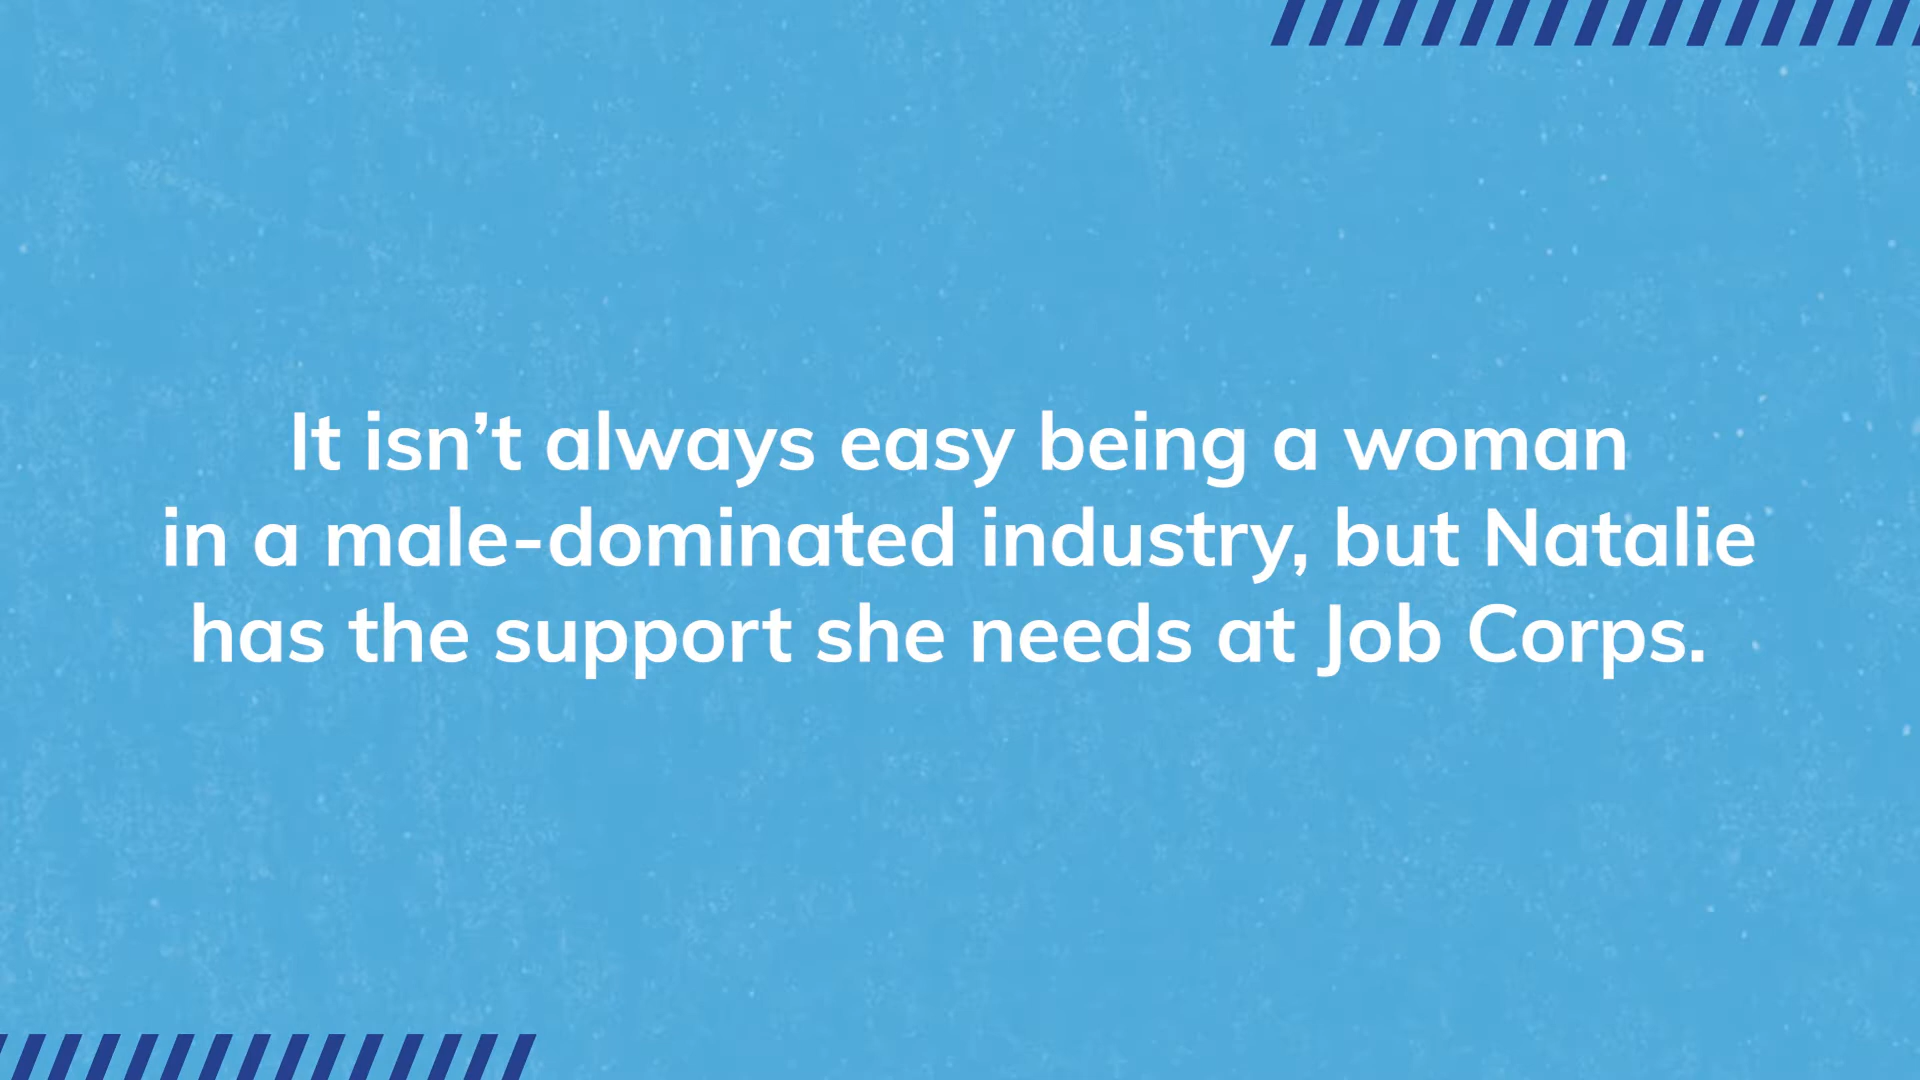 It isn’t always easy being a woman
in a male-dominated industry, but Natalie
has the support she needs at Job Corps.